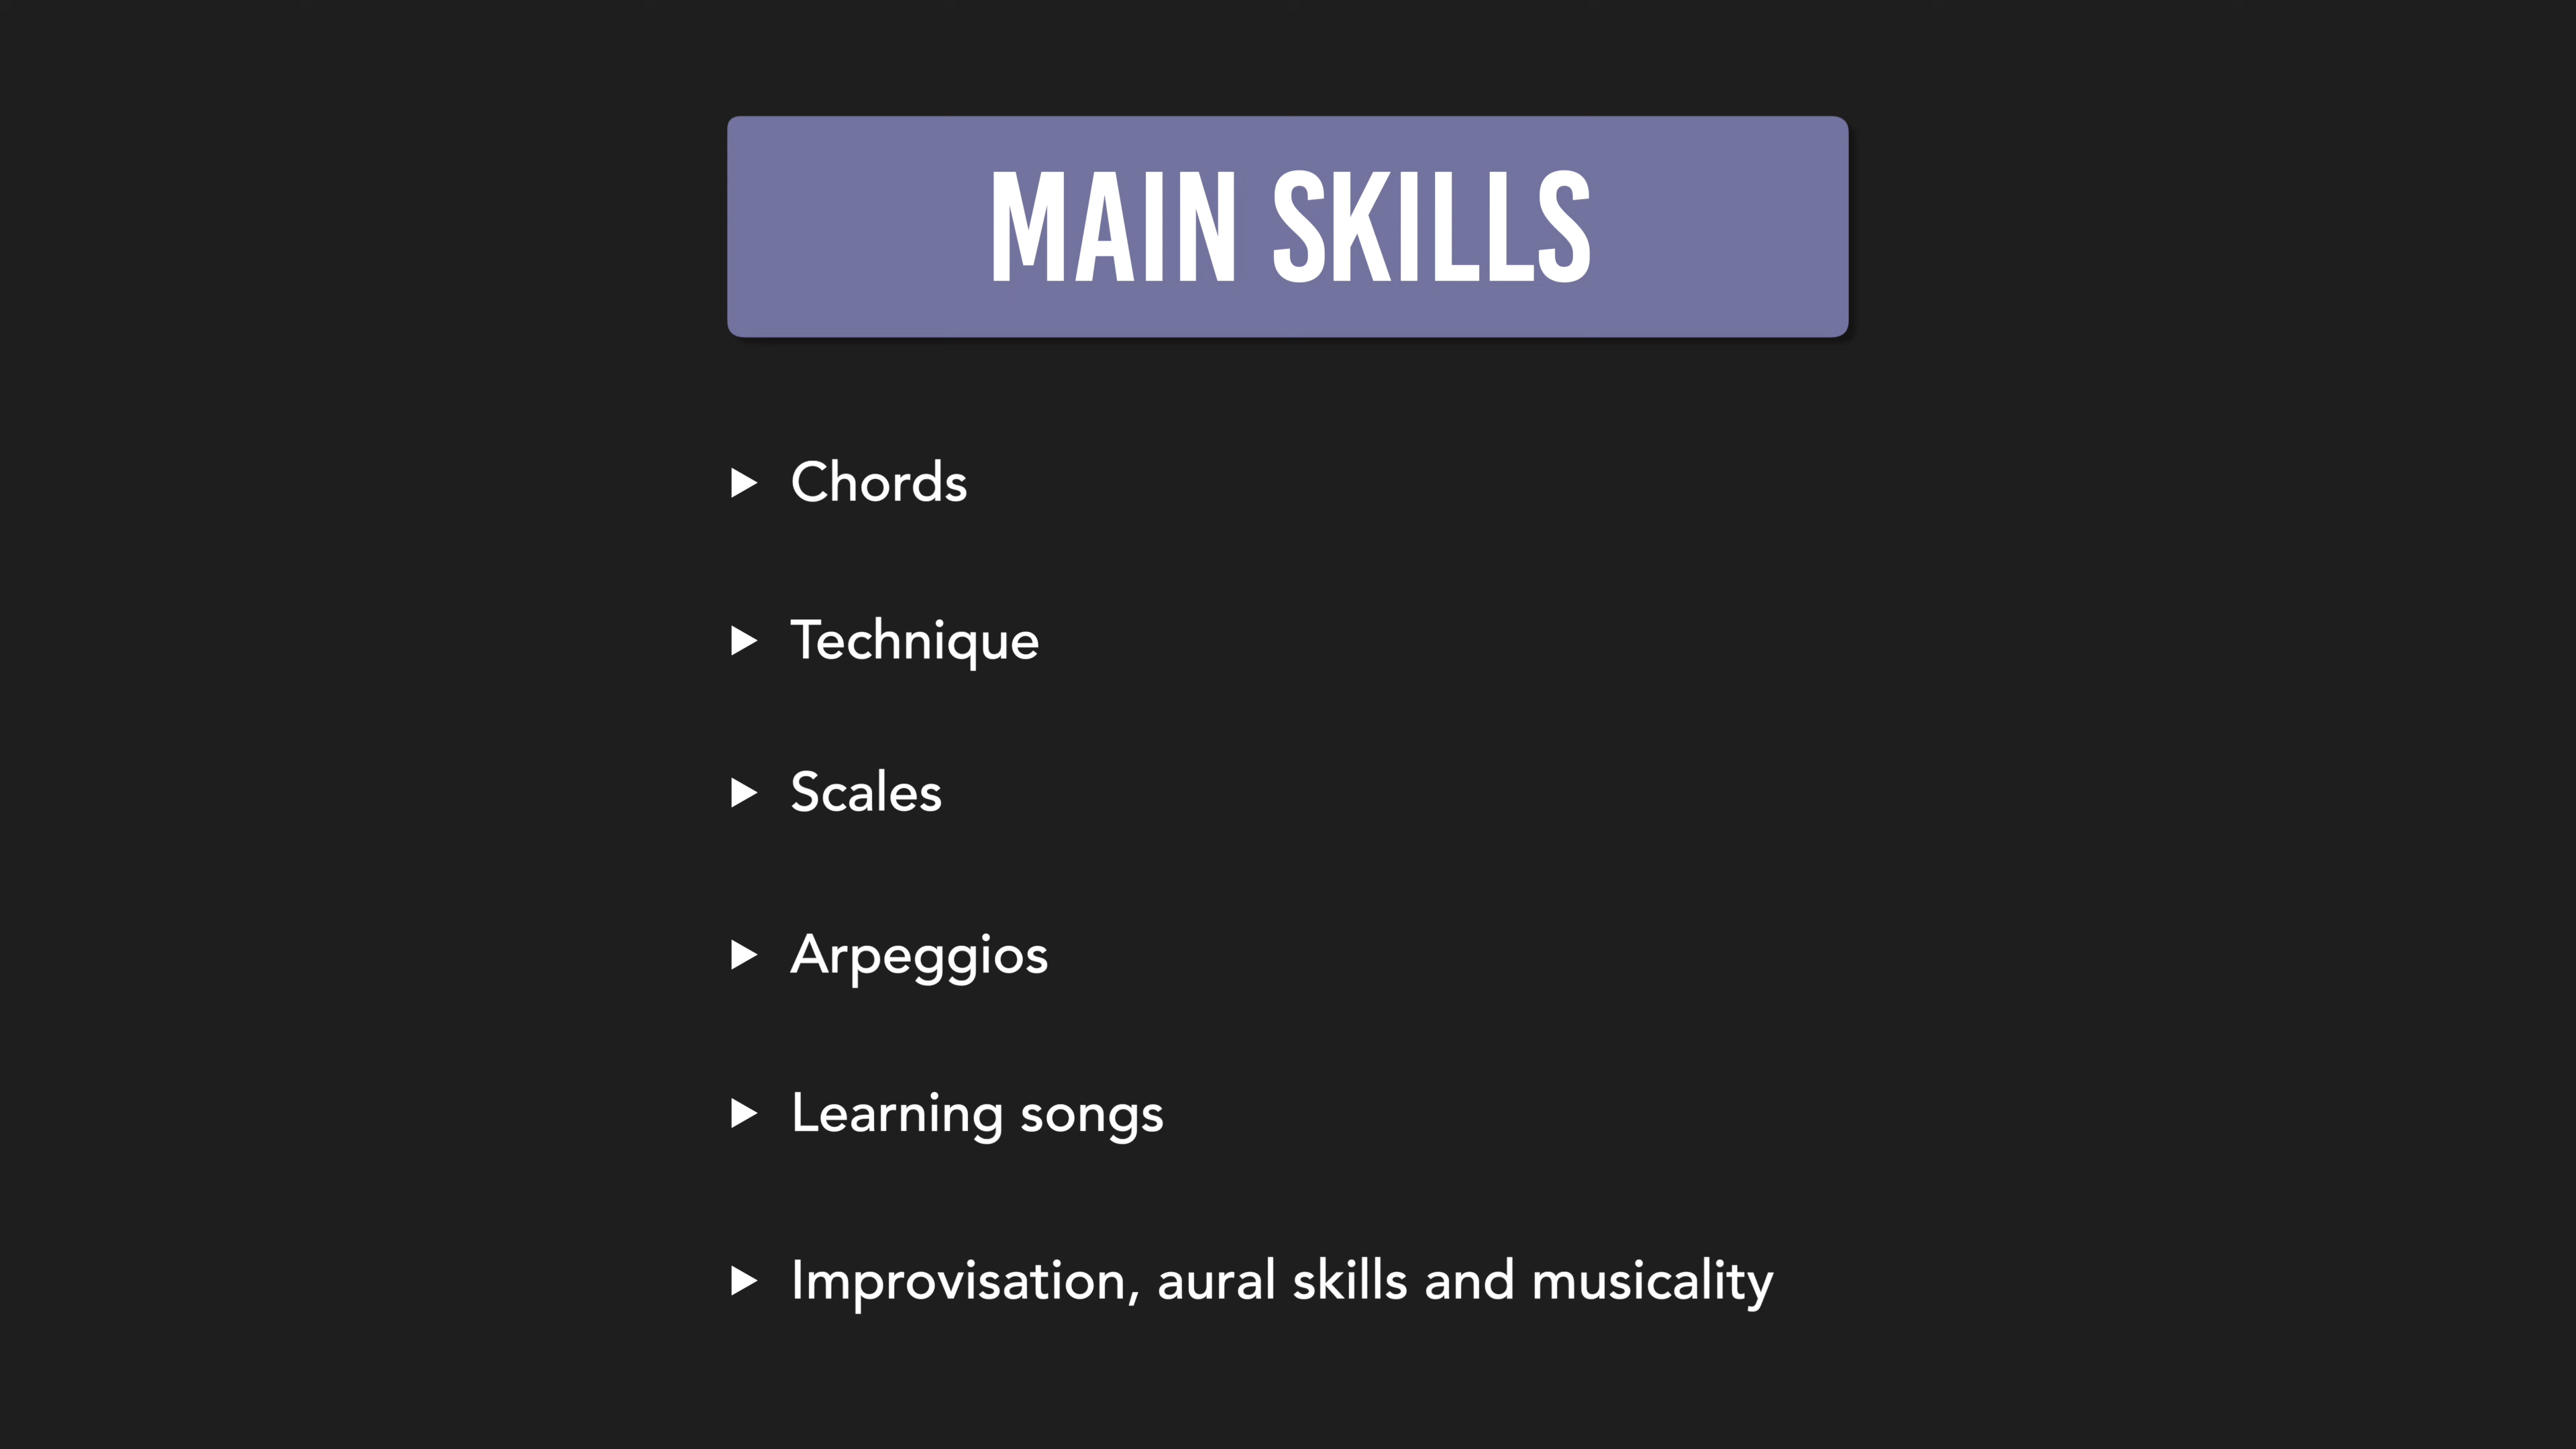 MAIN SKILLS
▶ Chords
▶ Technique
▶ Scales
▶ Arpeggios
▶ Learning songs
▶ Improvisation, aural skills and musicality